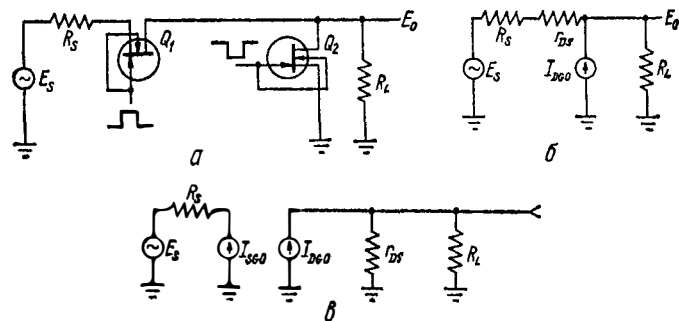 R_S
Q_1
E_S
Q_2
E_0
R_L
а
R_S
r_DS
E_0
E_S
I_DGO
R_L
б
R_S
E_S
I_SGO
I_DGO
r_DS
R_L
в